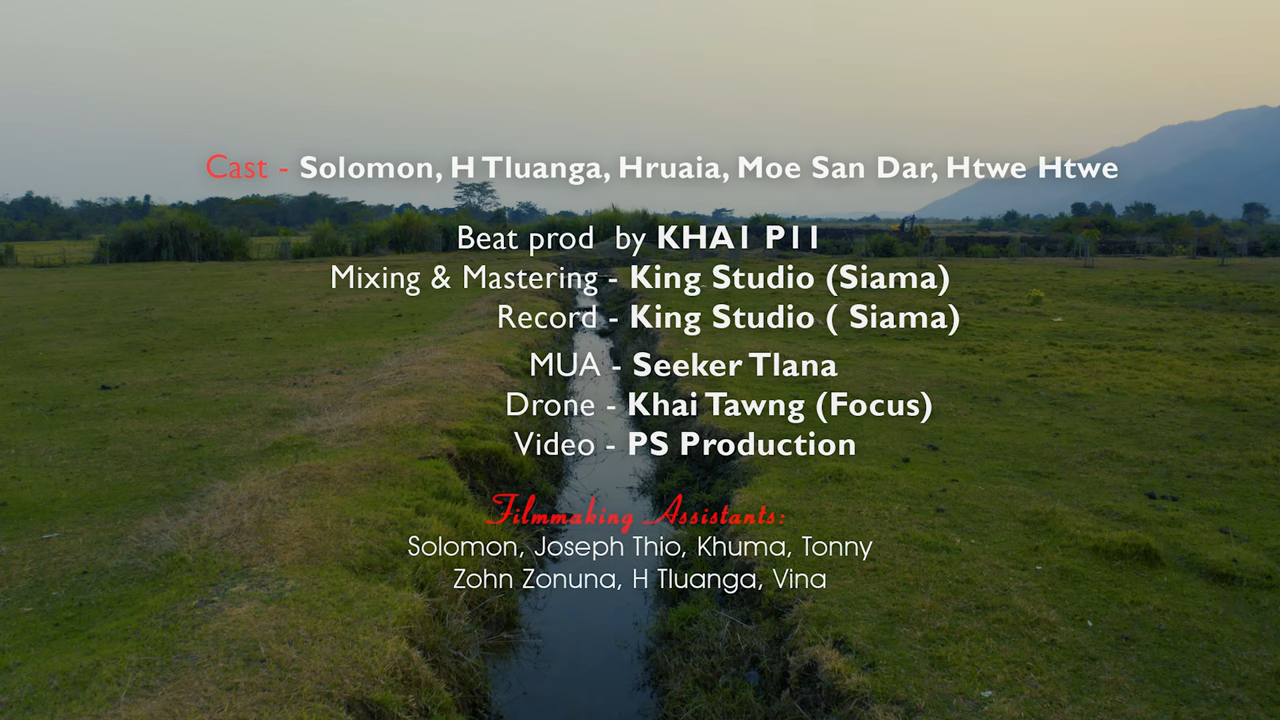 Cast - Solomon, H Tluanga, Hruaia, Moe San Dar, Htwe Htwe
Beat prod by KHA1 P11
Mixing & Mastering - King Studio (Siama)
Record - King Studio ( Siama)
MUA - Seeker Tlana
Drone - Khai Tawng (Focus)
Video - PS Production
Filmmaking Assistants:
Solomon, Joseph Thio, Khuma, Tonny
Zohn Zonuna, H Tluanga, Vina